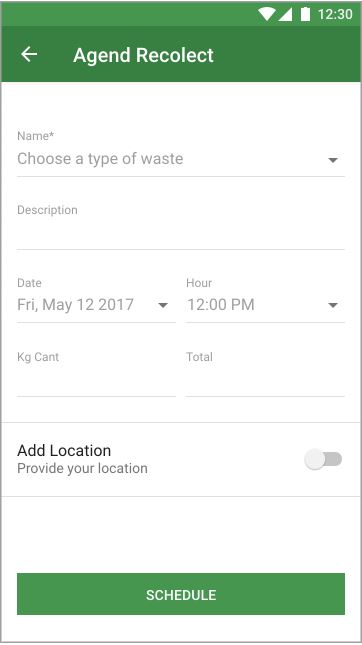 12:30
Agend Recolect
Name*
Choose a type of waste
Description
Date Hour
Fri, May 12 2017 12:00 PM
Kg Cant Total
Add Location
Provide your location
SCHEDULE